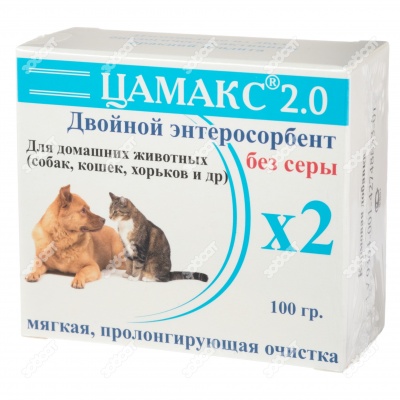 ЦАМАКС® 2.0
Двойной энтеросорбент
Для домашних животных
без серы
(собак, кошек, хорьков и др)
x2
100 гр.
мягкая, пролонгирующая очистка